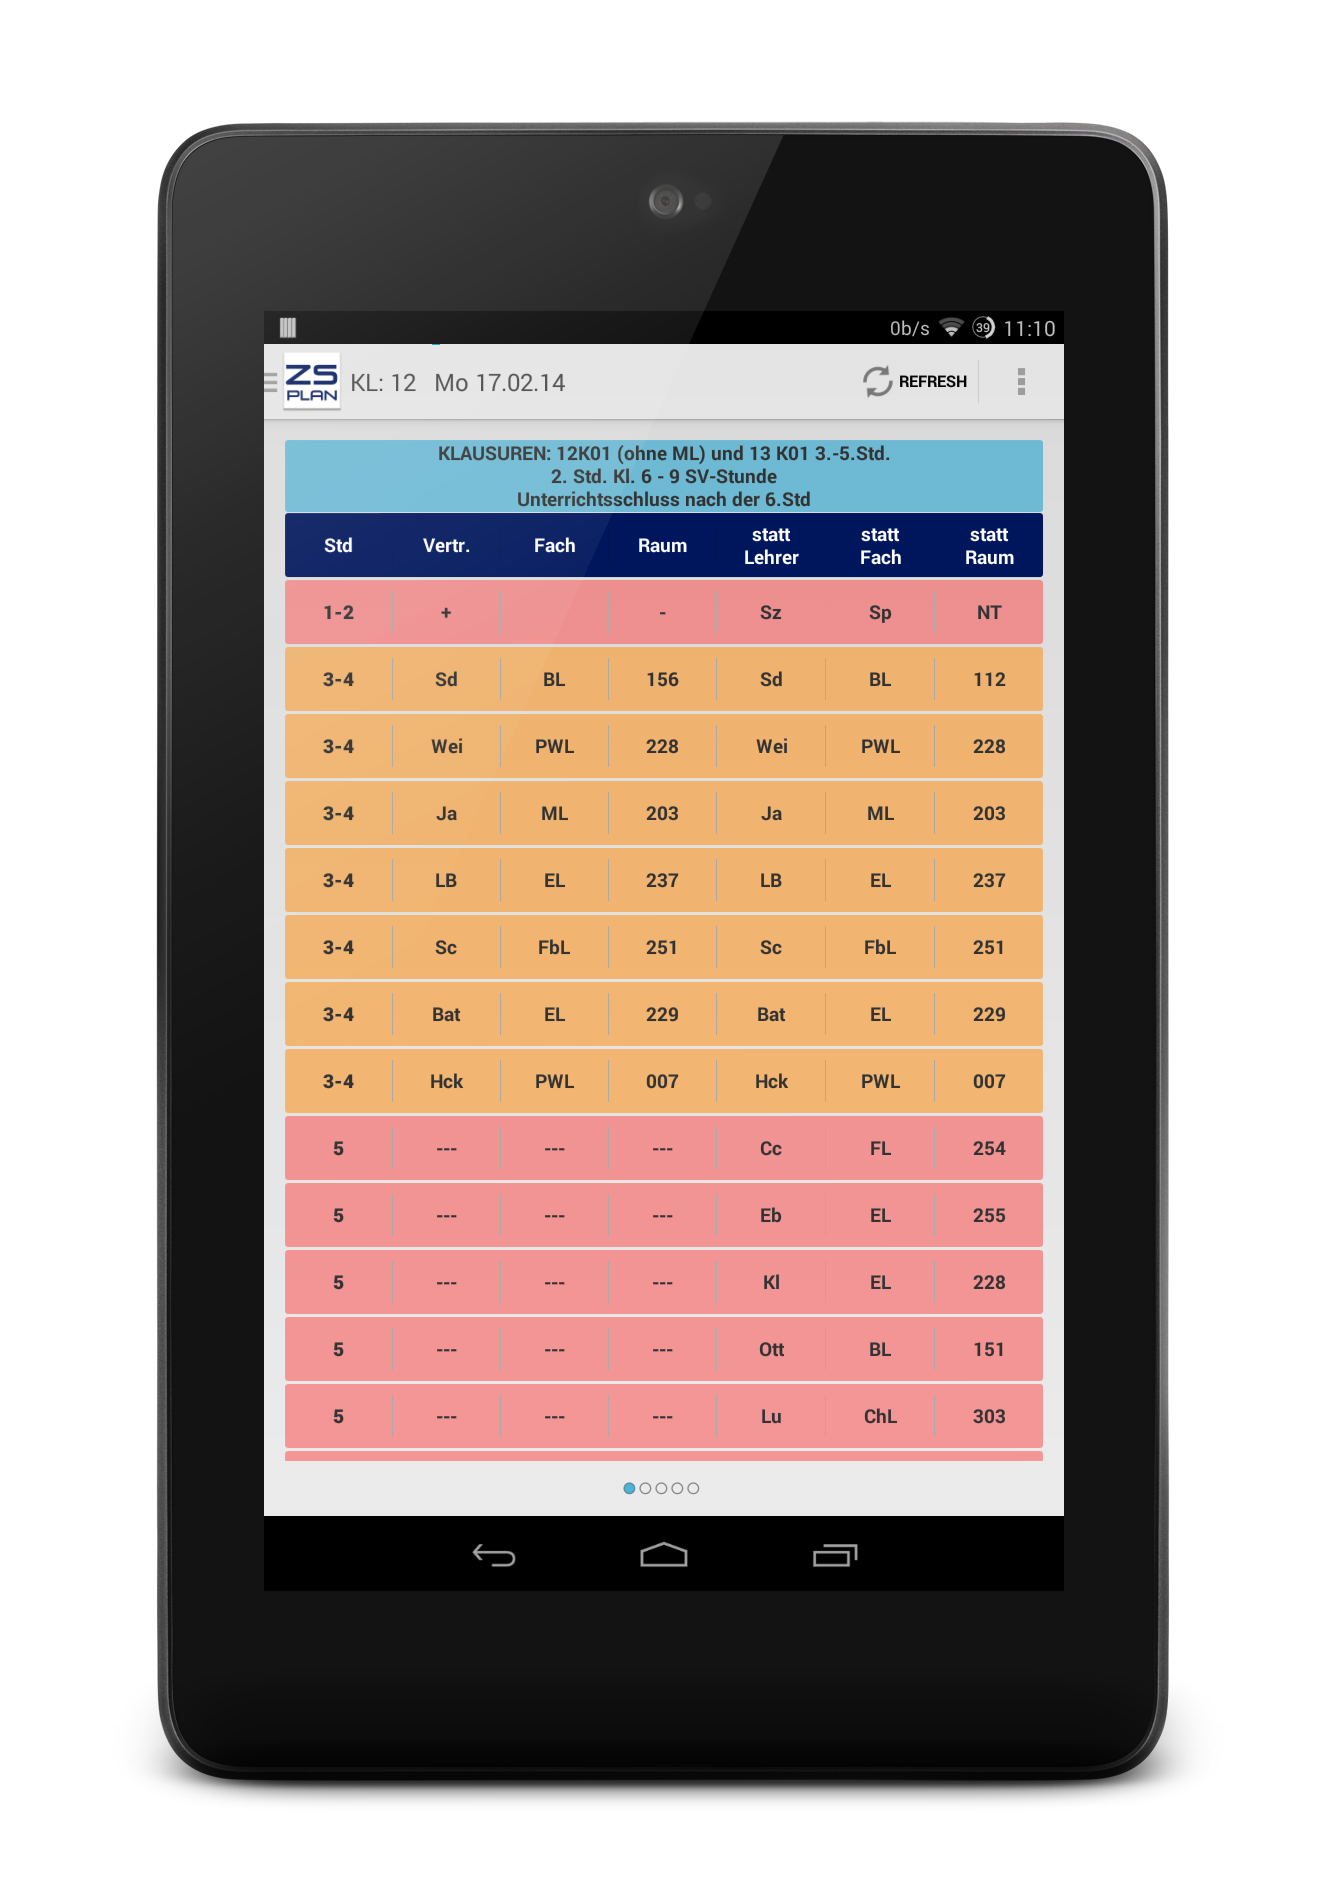 0b/s 39 11:10
ZS PLAN KL: 12 Mo 17.02.14 REFRESH
KLAUSUREN: 12K01 (ohne ML) und 13 K01 3.-5.Std.
2. Std. Kl. 6 - 9 SV-Stunde
Unterrichtsschluss nach der 6.Std
Std Vertr. Fach Raum statt Lehrer statt Fach statt Raum
1-2 + - Sz Sp NT
3-4 Sd BL 156 Sd BL 112
3-4 Wei PWL 228 Wei PWL 228
3-4 Ja ML 203 Ja ML 203
3-4 LB EL 237 LB EL 237
3-4 Sc FbL 251 Sc FbL 251
3-4 Bat EL 229 Bat EL 229
3-4 Hck PWL 007 Hck PWL 007
5 --- --- --- Cc FL 254
5 --- --- --- Eb EL 255
5 --- --- --- Kl EL 228
5 --- --- --- Ott BL 151
5 --- --- --- Lu ChL 303